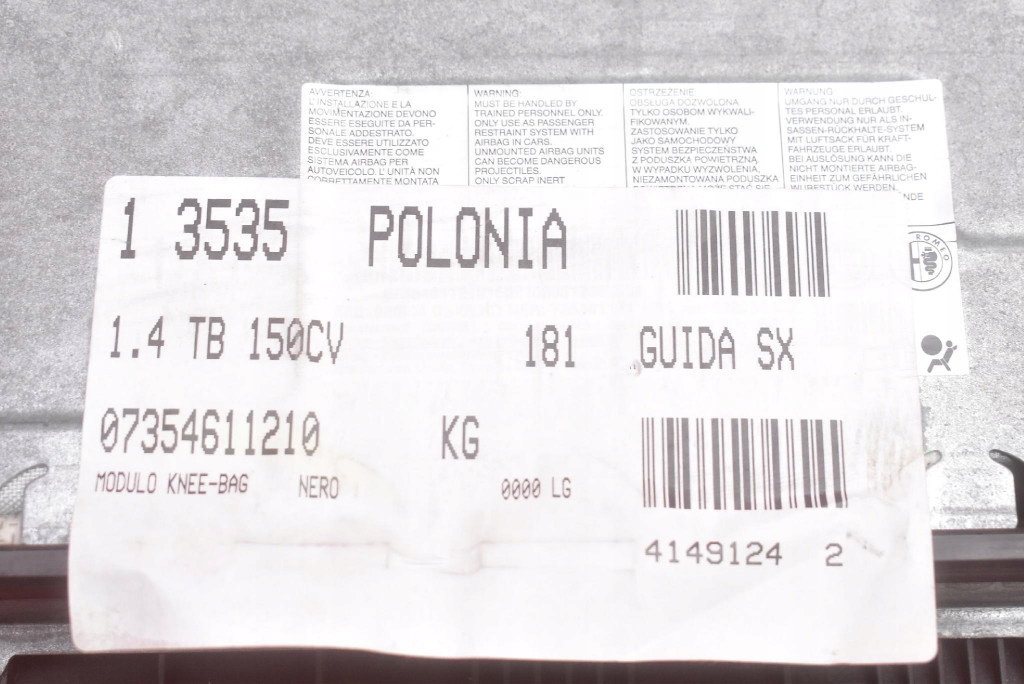 AVVERTENZA:
L'INSTALLAZIONE E LA
MOVIMENTAZIONE DEVONO
ESSERE ESEGUITE DA PER-
SONALE ADDESTRATO.
DEVE ESSERE UTILIZZATO
ESCLUSIVAMENTE COME
SISTEMA AIRBAG PER
AUTOVEICOLO. L'UNITÀ NON
CORRETTAMENTE MONTATA
WARNING:
MUST BE HANDLED BY
TRAINED PERSONNEL ONLY.
ONLY USE AS PASSENGER
RESTRAINT SYSTEM WITH
AIRBAG IN CARS.
UNMOUNTED AIRBAG UNITS
CAN BECOME DANGEROUS
PROJECTILES.
ONLY SCRAP INERT
OSTRZEŻENIE
OBSŁUGA DOZWOLONA
TYLKO OSOBOM WYKWALI-
FIKOWANYM.
ZASTOSOWANIE TYLKO
JAKO SAMOCHODOWY
SYSTEM BEZPIECZEŃSTWA
Z PODUSZKĄ POWIETRZNĄ.
W WYPADKU WYZWOLENIA,
NIEZAMONTOWANA PODUSZKA
WARNUNG
UMGANG NUR DURCH GESCHUL-
TES PERSONAL ERLAUBT.
VERWENDUNG NUR ALS IN-
SASSEN-RÜCKHALTE-SYSTEM
MIT LUFTSACK FÜR KRAFT-
FAHRZEUGE ERLAUBT.
BEI AUSLÖSUNG KANN DIE
NICHT MONTIERTE AIRBAG-
EINHEIT ZUM GEFÄHRLICHEN
WURFSTÜCK WERDEN.
ROMEO
1 3535 POLONIA
1.4 TB 150CV 181 GUIDA SX
07354611210 KG
MODULO KNEE-BAG NERO 0000 LG
4149124 2